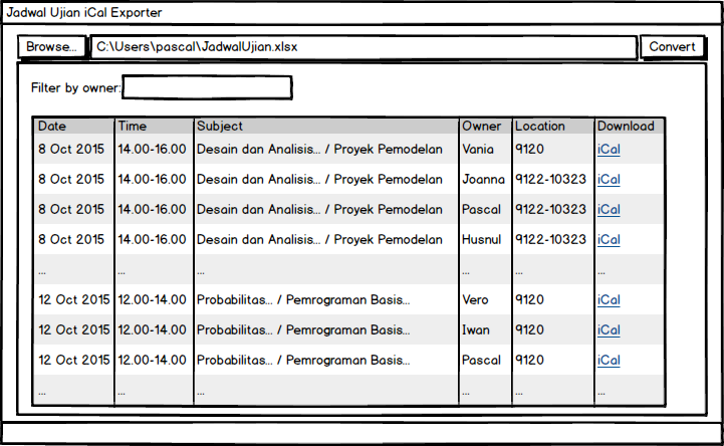 Jadwal Ujian iCal Exporter
Browse... C:\Users\pascal\JadwalUjian.xlsx Convert
Filter by owner:
Date Time Subject Owner Location Download
8 Oct 2015 14.00-16.00 Desain dan Analisis... / Proyek Pemodelan Vania 9120 iCal
8 Oct 2015 14.00-16.00 Desain dan Analisis... / Proyek Pemodelan Joanna 9122-10323 iCal
8 Oct 2015 14.00-16.00 Desain dan Analisis... / Proyek Pemodelan Pascal 9122-10323 iCal
8 Oct 2015 14.00-16.00 Desain dan Analisis... / Proyek Pemodelan Husnul 9122-10323 iCal
... ... ... ... ... ...
12 Oct 2015 12.00-14.00 Probabilitas... / Pemrograman Basis... Vero 9120 iCal
12 Oct 2015 12.00-14.00 Probabilitas... / Pemrograman Basis... Iwan 9120 iCal
12 Oct 2015 12.00-14.00 Probabilitas... / Pemrograman Basis... Pascal 9120 iCal
... ... ... ... ... ...